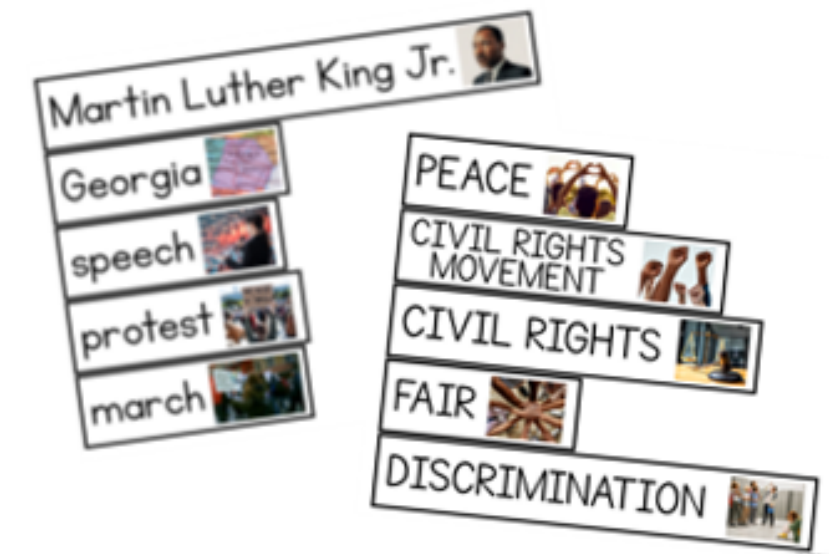 Martin Luther King Jr.
Georgia
speech
protest
march
PEACE
CIVIL RIGHTS
MOVEMENT
CIVIL RIGHTS
FAIR
DISCRIMINATION